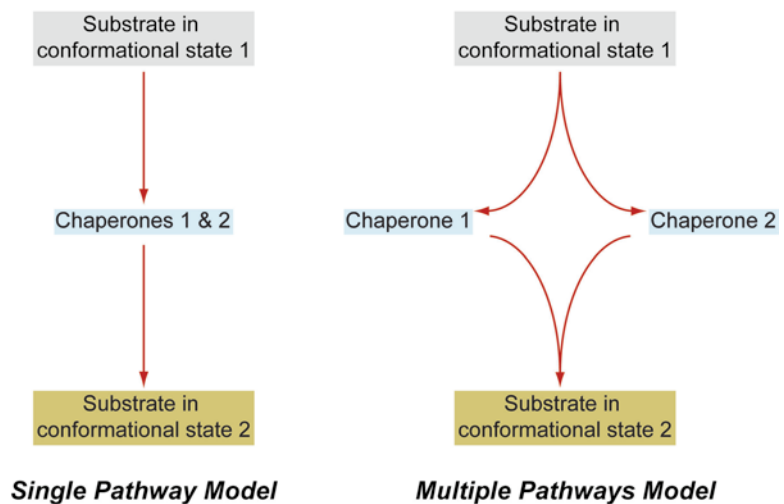 Substrate in
conformational state 1
Chaperones 1 & 2
Substrate in
conformational state 2
Single Pathway Model
Substrate in
conformational state 1
Chaperone 1
Chaperone 2
Substrate in
conformational state 2
Multiple Pathways Model